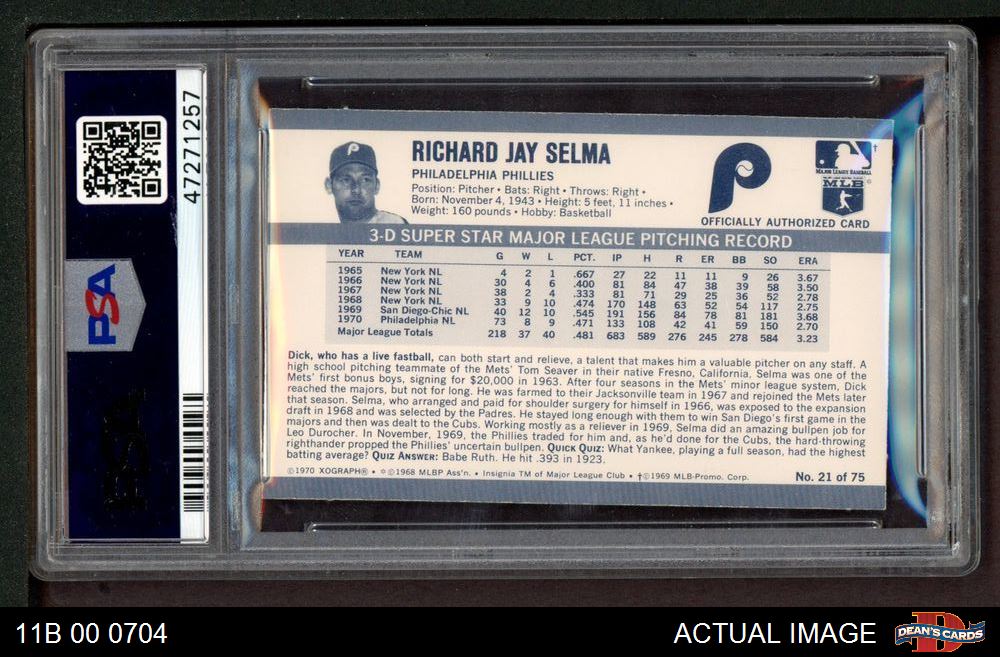 47271257
PSA
P
RICHARD JAY SELMA
PHILADELPHIA PHILLIES
Position: Pitcher • Bats: Right • Throws: Right •
Born: November 4, 1943 • Height: 5 feet, 11 inches •
Weight: 160 pounds • Hobby: Basketball
P
MAJOR LEAGUE BASEBALL †
MLB ©
OFFICIALLY AUTHORIZED CARD
3-D SUPER STAR MAJOR LEAGUE PITCHING RECORD
YEAR TEAM G W L PCT. IP H R ER BB SO ERA
1965 New York NL 4 2 1 .667 27 22 11 11 9 26 3.67
1966 New York NL 30 4 6 .400 81 84 47 38 39 58 3.50
1967 New York NL 38 2 4 .333 81 71 29 25 36 52 2.78
1968 New York NL 33 9 10 .474 170 148 63 52 54 117 2.75
1969 San Diego-Chic NL 40 12 10 .545 191 156 84 78 81 181 3.68
1970 Philadelphia NL 73 8 9 .471 133 108 42 41 59 150 2.70
Major League Totals 218 37 40 .481 683 589 276 245 278 584 3.23
Dick, who has a live fastball, can both start and relieve, a talent that makes him a valuable pitcher on any staff. A
high school pitching teammate of the Mets' Tom Seaver in their native Fresno, California, Selma was one of the
Mets' first bonus boys, signing for $20,000 in 1963. After four seasons in the Mets' minor league system, Dick
reached the majors, but not for long. He was farmed to their Jacksonville team in 1967 and rejoined the Mets later
that season. Selma, who arranged and paid for shoulder surgery for himself in 1966, was exposed to the expansion
draft in 1968 and was selected by the Padres. He stayed long enough with them to win San Diego's first game in the
majors and then was dealt to the Cubs. Working mostly as a reliever in 1969, Selma did an amazing bullpen job for
Leo Durocher. In November, 1969, the Phillies traded for him and, as he'd done for the Cubs, the hard-throwing
righthander propped the Phillies' uncertain bullpen. QUICK QUIZ: What Yankee, playing a full season, had the highest
batting average? QUIZ ANSWER: Babe Ruth. He hit .393 in 1923.
©1970 XOGRAPH® • ©1968 MLBP Ass'n. • Insignia TM of Major League Club • †©1969 MLB-Promo. Corp. No. 21 of 75
11B 00 0704
ACTUAL IMAGE
D
DEAN'S CARDS